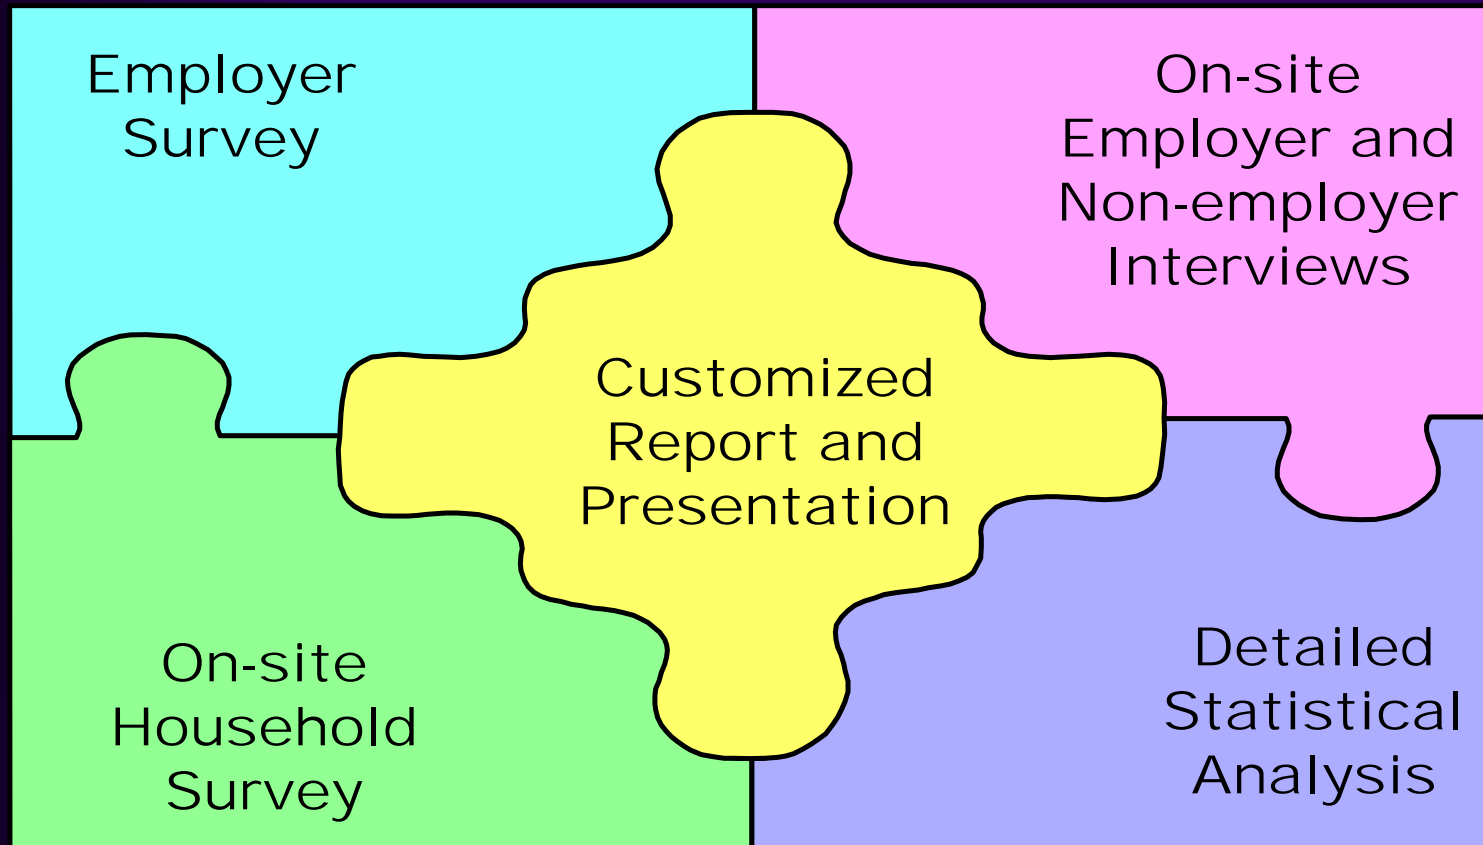 Employer
Survey
On-site
Employer and
Non-employer
Interviews
Customized
Report and
Presentation
On-site
Household
Survey
Detailed
Statistical
Analysis